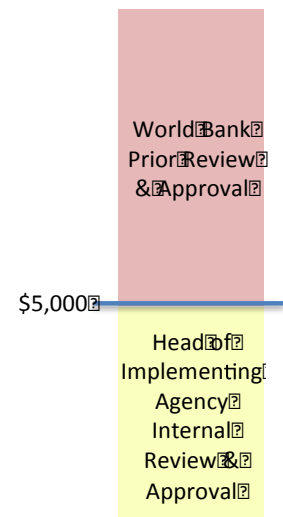 World Bank
Prior Review
& Approval
$5,000
Head of
Implementing
Agency
Internal
Review &
Approval